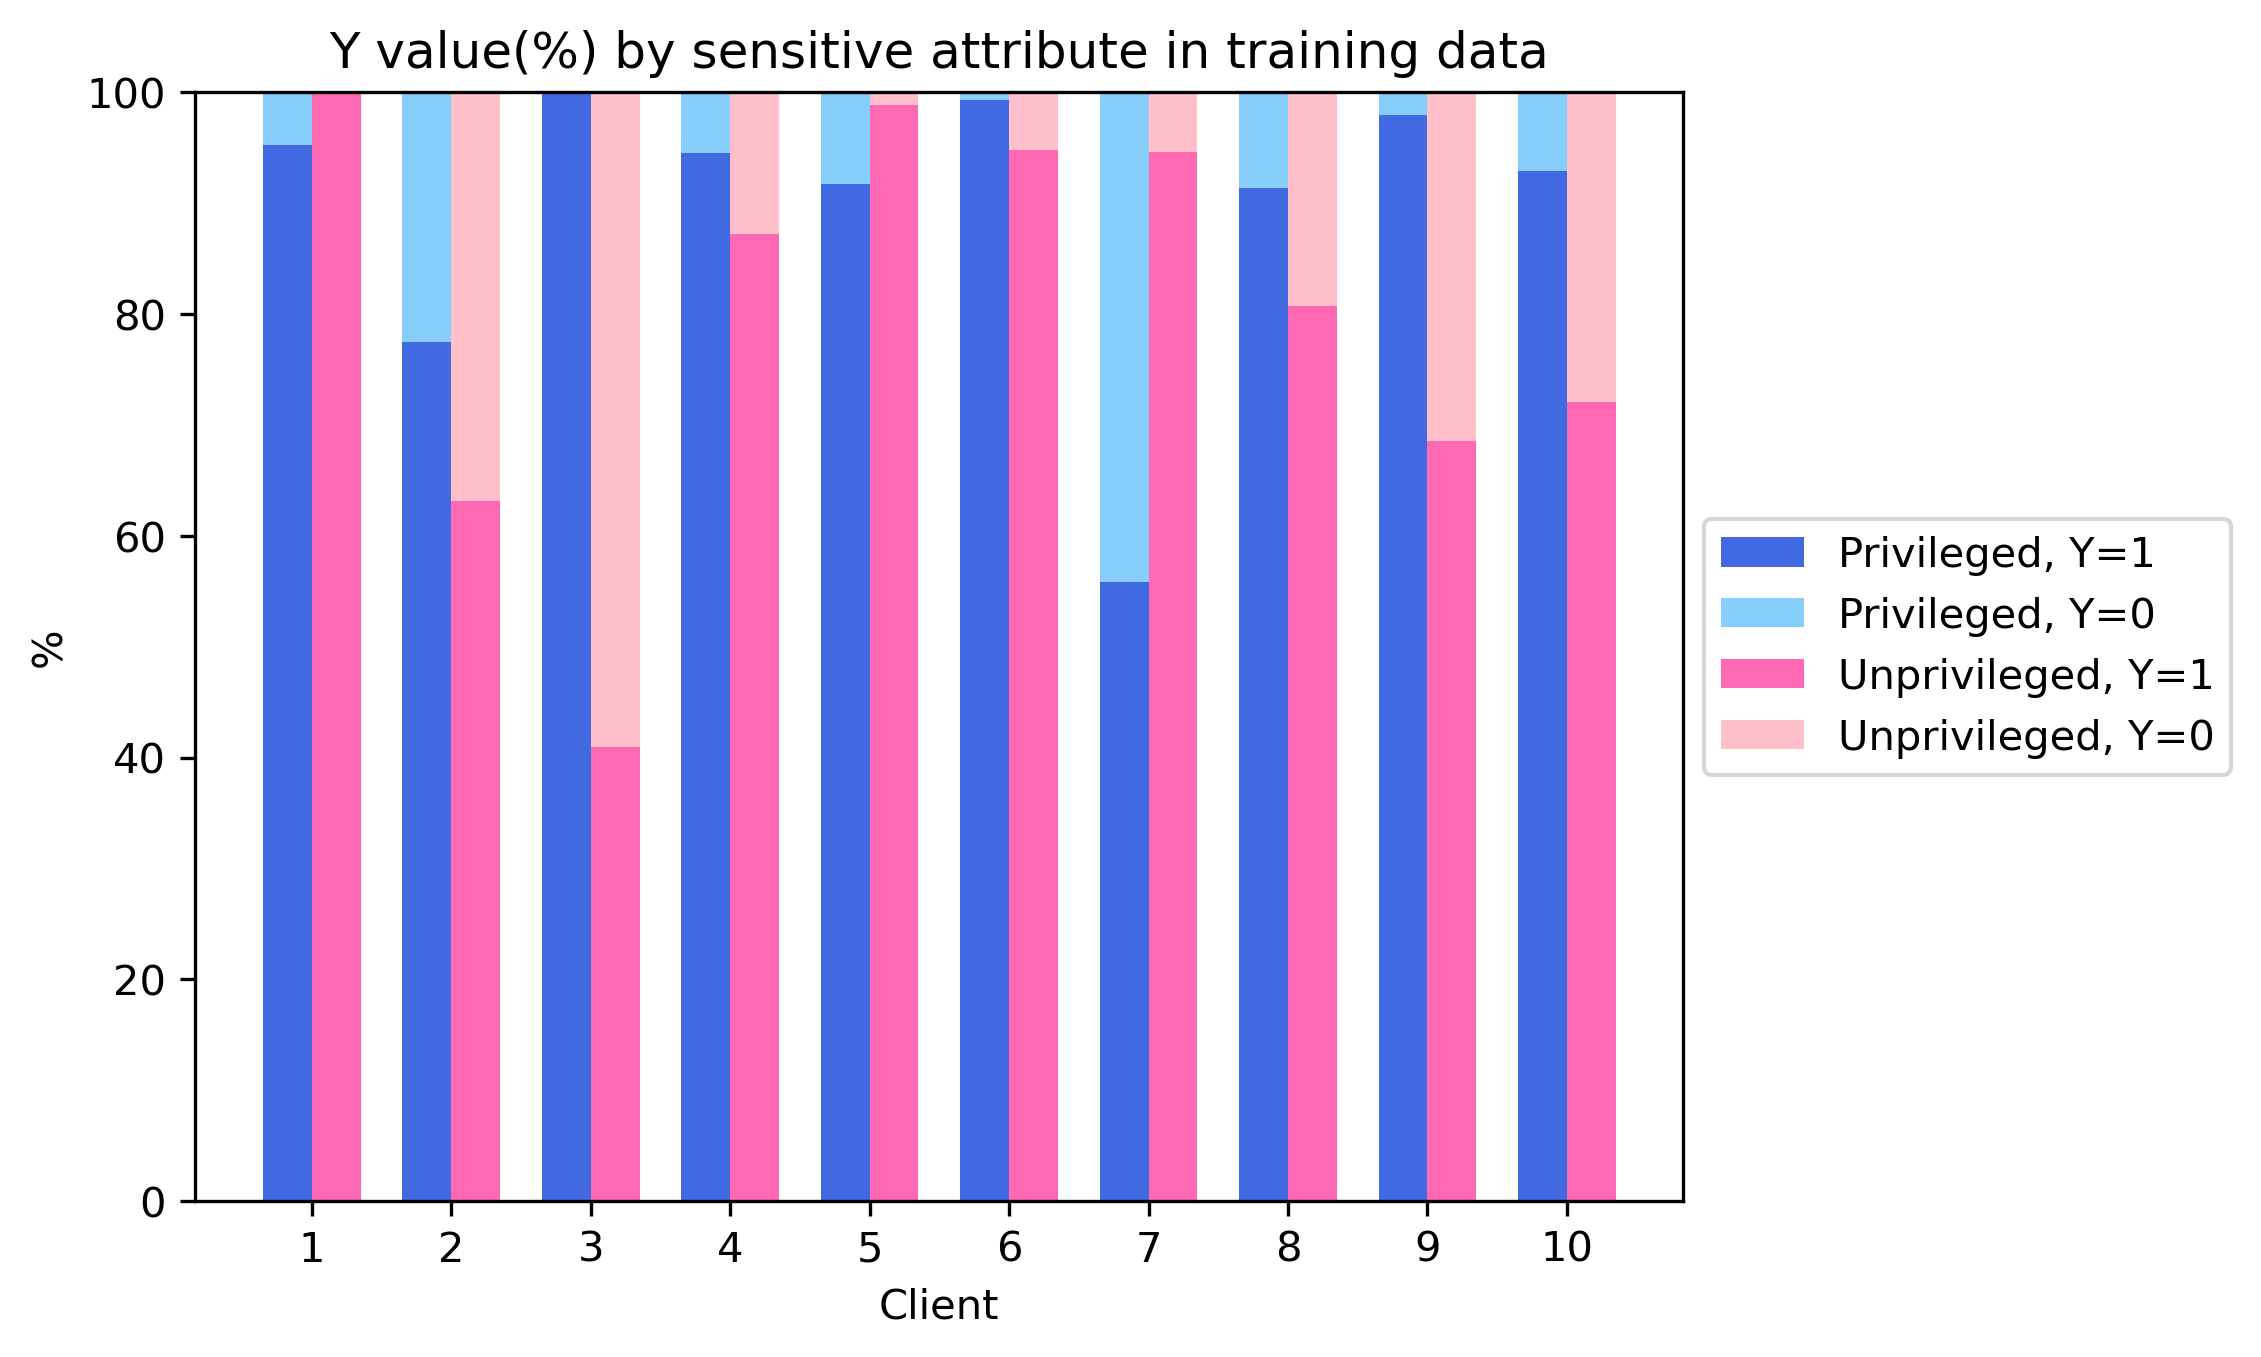 Y value(%) by sensitive attribute in training data
100
80
60
40
20
0
%
1 2 3 4 5 6 7 8 9 10
Client
Privileged, Y=1
Privileged, Y=0
Unprivileged, Y=1
Unprivileged, Y=0